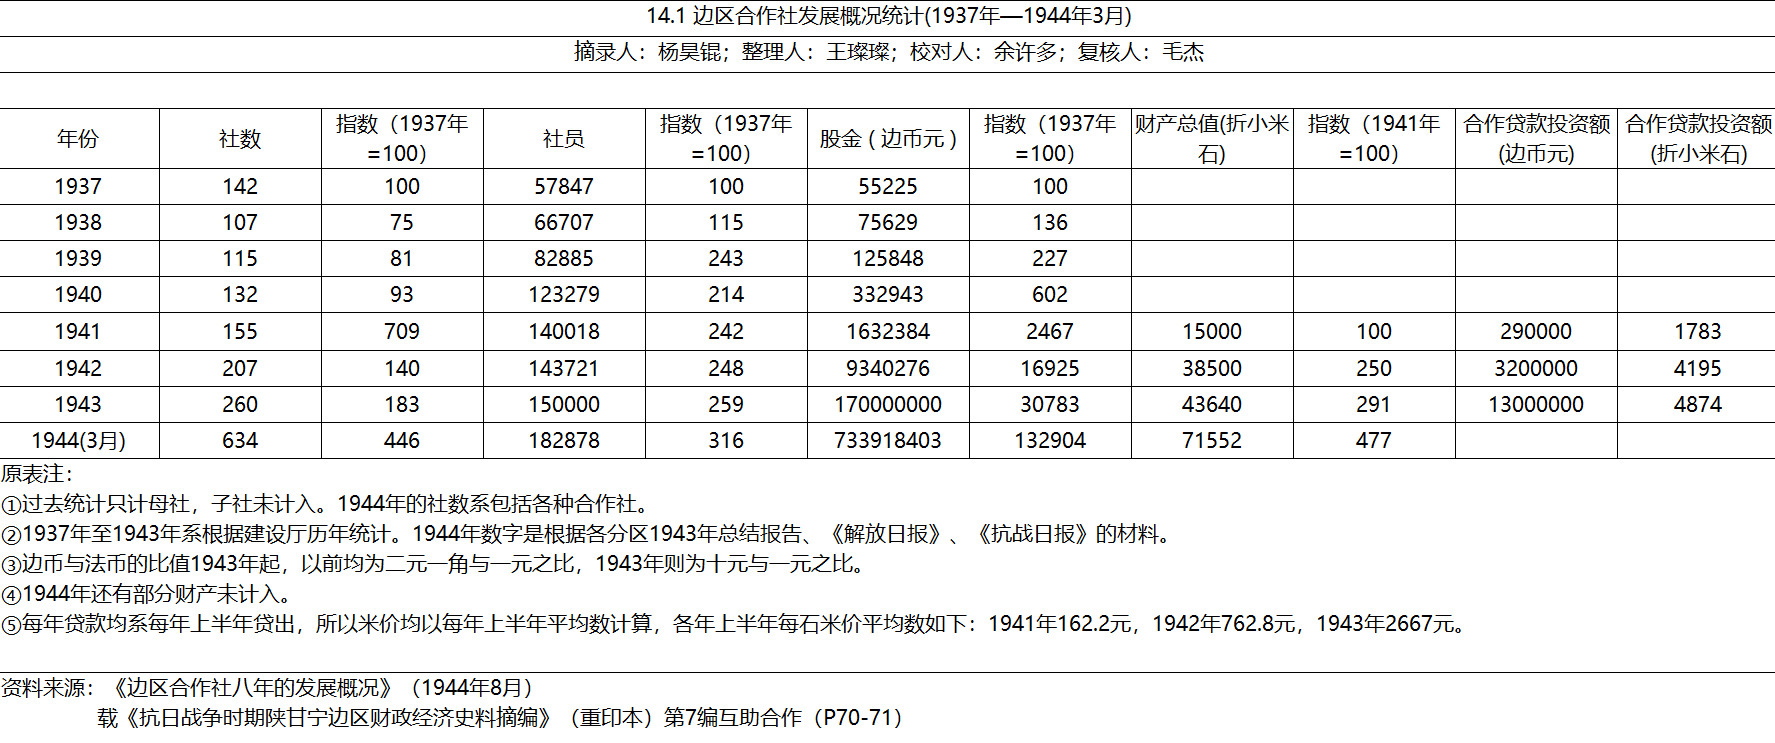 14.1 边区合作社发展概况统计(1937年—1944年3月)
摘录人：杨昊锟；整理人：王璨璨；校对人：余许多；复核人：毛杰
年份 社数 指数（1937年=100） 社员 指数（1937年=100） 股金 ( 边币元 ) 指数（1937年=100） 财产总值(折小米石) 指数（1941年=100） 合作贷款投资额(边币元) 合作贷款投资额(折小米石)
1937 142 100 57847 100 55225 100
1938 107 75 66707 115 75629 136
1939 115 81 82885 243 125848 227
1940 132 93 123279 214 332943 602
1941 155 709 140018 242 1632384 2467 15000 100 290000 1783
1942 207 140 143721 248 9340276 16925 38500 250 3200000 4195
1943 260 183 150000 259 170000000 30783 43640 291 13000000 4874
1944(3月) 634 446 182878 316 733918403 132904 71552 477
原表注：
①过去统计只计母社，子社未计入。1944年的社数系包括各种合作社。
②1937年至1943年系根据建设厅历年统计。1944年数字是根据各分区1943年总结报告、《解放日报》、《抗战日报》的材料。
③边币与法币的比值1943年起，以前均为二元一角与一元之比，1943年则为十元与一元之比。
④1944年还有部分财产未计入。
⑤每年贷款均系每年上半年贷出，所以米价均以每年上半年平均数计算，各年上半年每石米价平均数如下：1941年162.2元，1942年762.8元，1943年2667元。
资料来源：《边区合作社八年的发展概况》（1944年8月）
载《抗日战争时期陕甘宁边区财政经济史料摘编》（重印本）第7编互助合作（P70-71）